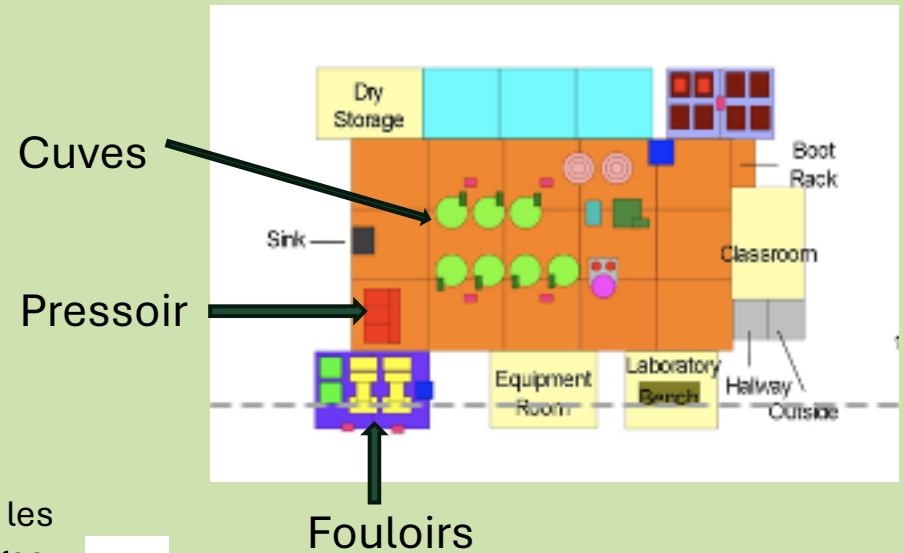 Dry
Storage
Cuves
Boot
Rack
Sink
Classroom
Pressoir
Equipment
Room
Laboratory
Bench
Hallway
Outside
les
Fouloirs